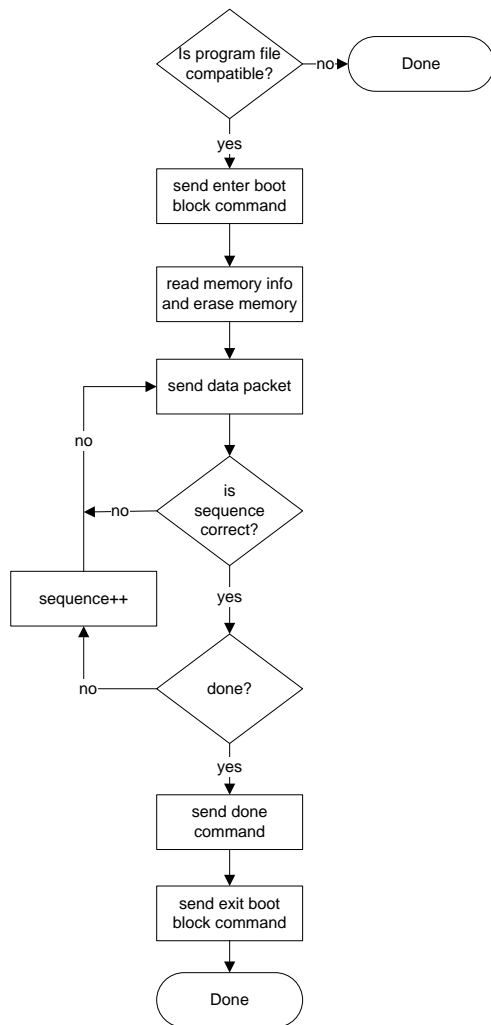 Is program file
compatible?
no
Done
yes
send enter boot
block command
read memory info
and erase memory
send data packet
no
is
sequence
correct?
no
sequence++
yes
done?
no
yes
send done
command
send exit boot
block command
Done